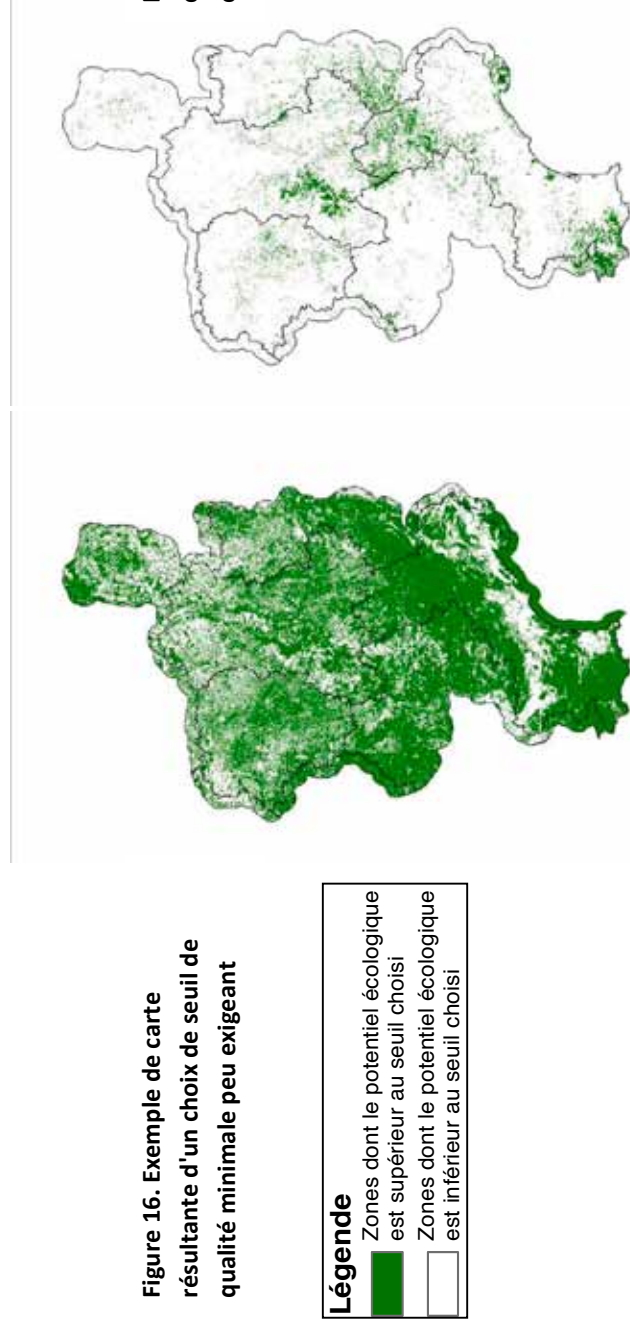 Figure 16. Exemple de carte
résultante d'un choix de seuil de
qualité minimale peu exigeant
Légende
Zones dont le potentiel écologique
est supérieur au seuil choisi
Zones dont le potentiel écologique
est inférieur au seuil choisi